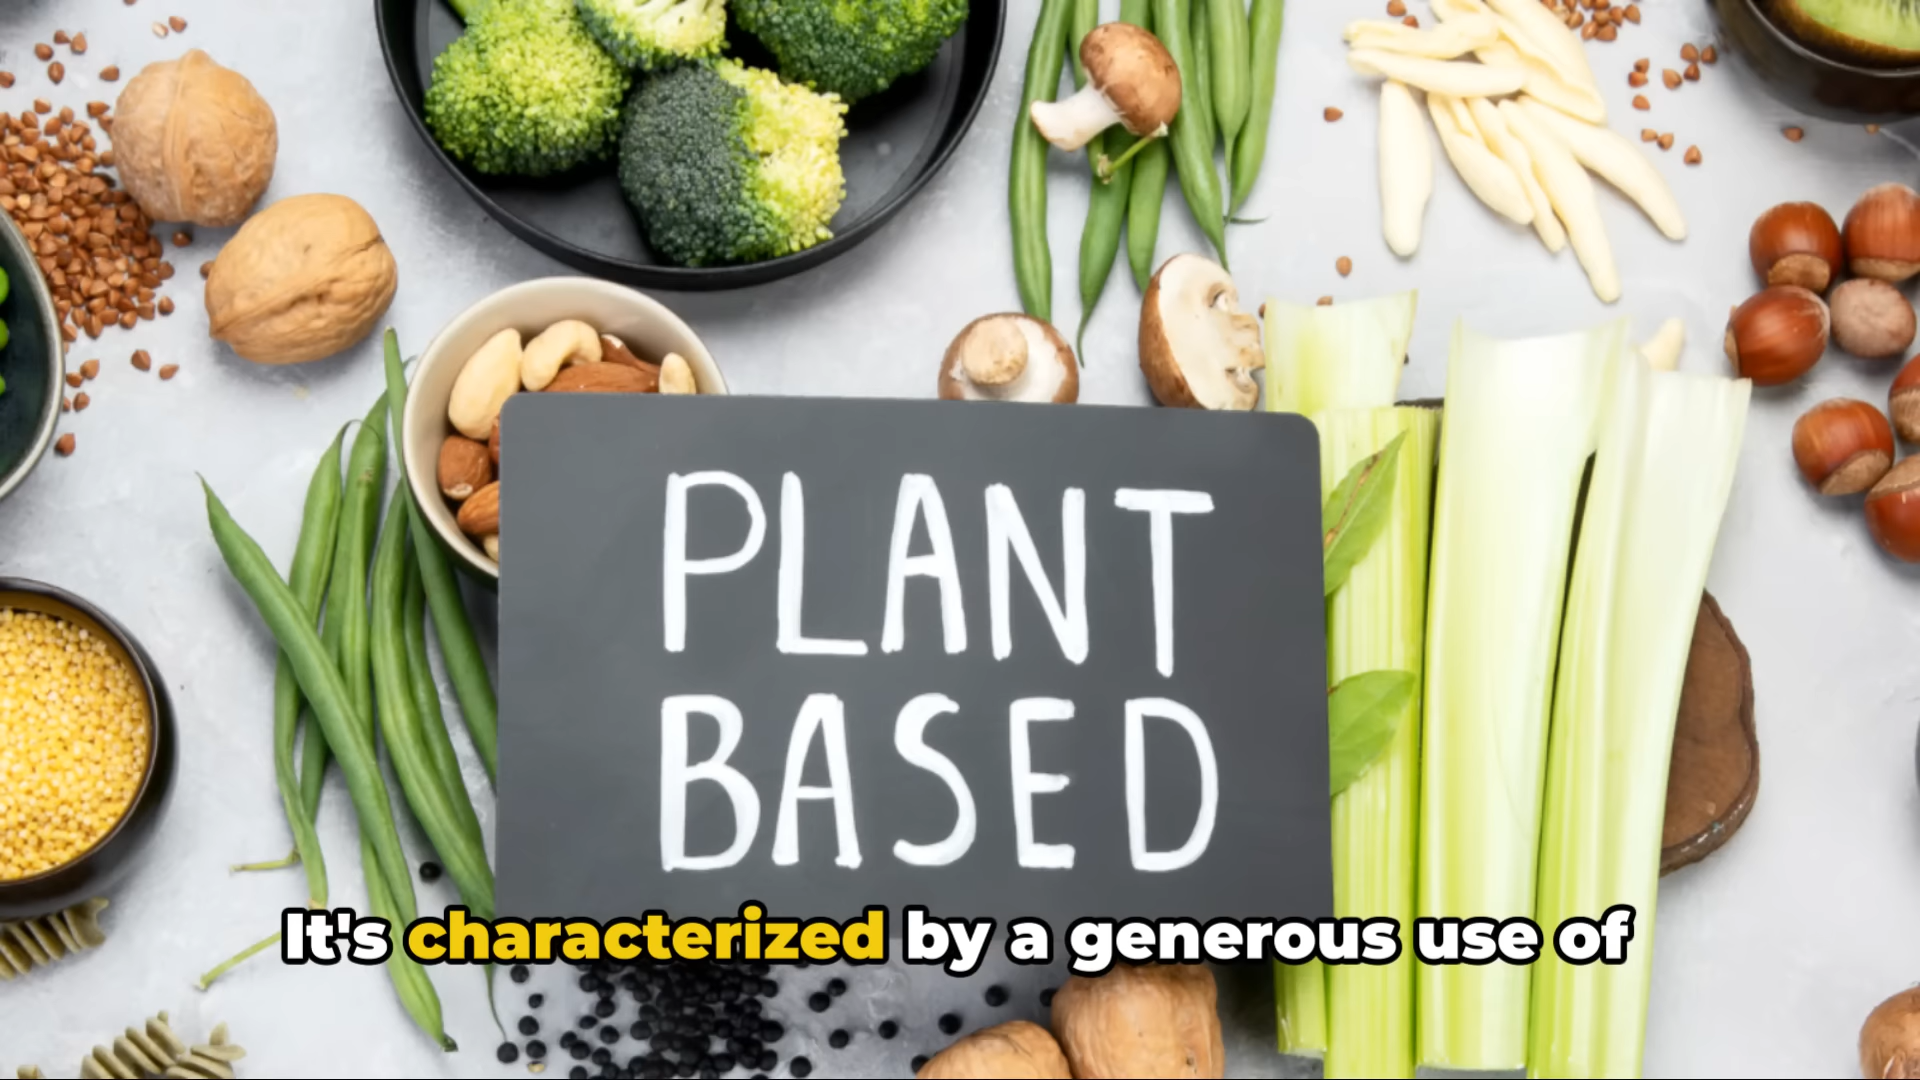 PLANT
BASED
It's characterized by a generous use of